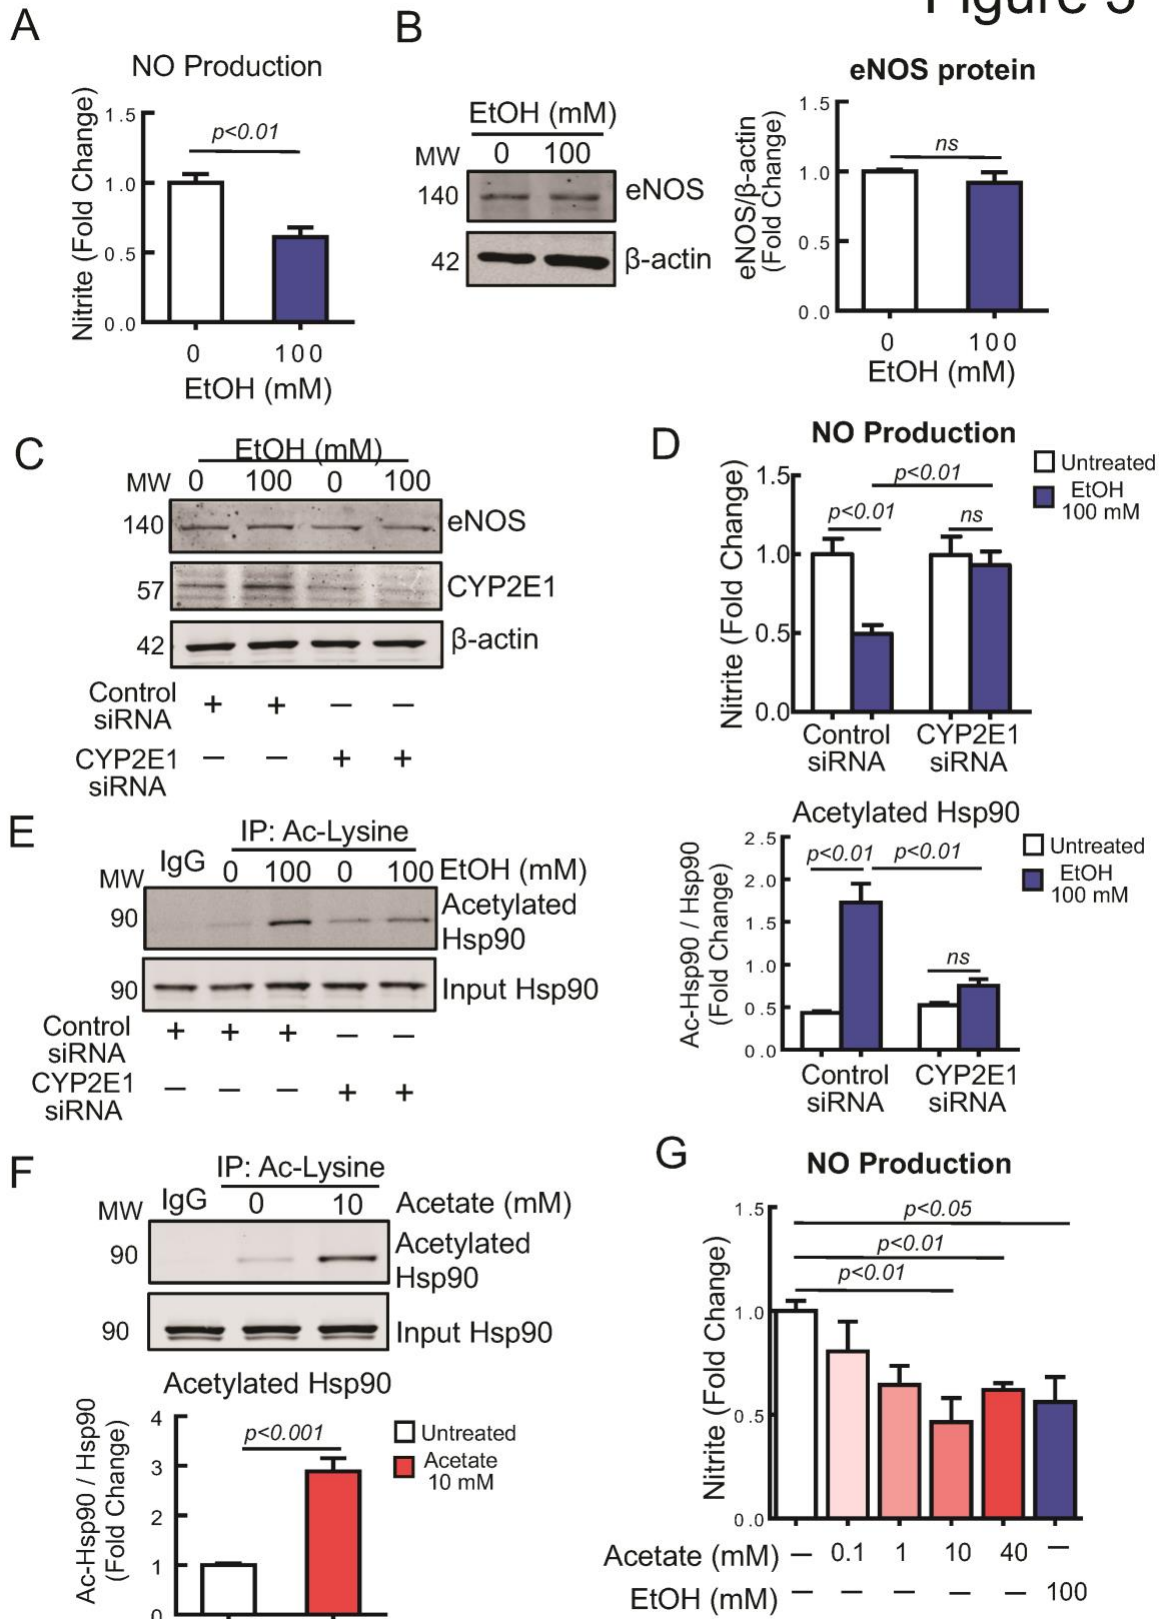 Figure 5
A
NO Production
Nitrite (Fold Change)
1.5
1.0
0.5
0.0
p<0.01
0 100
EtOH (mM)
B
EtOH (mM)
MW 0 100
140 eNOS
42 β-actin
eNOS protein
eNOS/β-actin
(Fold Change)
1.5
1.0
0.5
0.0
ns
0 100
EtOH (mM)
C
EtOH (mM)
MW 0 100 0 100
140 eNOS
57 CYP2E1
42 β-actin
Control
siRNA + + – –
CYP2E1
siRNA – – + +
D
NO Production
Nitrite (Fold Change)
1.5
1.0
0.5
0.0
p<0.01
p<0.01 ns
Untreated
EtOH
100 mM
Control
siRNA
CYP2E1
siRNA
E
IP: Ac-Lysine
MW IgG 0 100 0 100 EtOH (mM)
90 Acetylated
Hsp90
90 Input Hsp90
Control
siRNA + + + – –
CYP2E1
siRNA – – – + +
Acetylated Hsp90
Ac-Hsp90 / Hsp90
(Fold Change)
2.5
2.0
1.5
1.0
0.5
0.0
p<0.01 p<0.01
ns
Untreated
EtOH
100 mM
Control
siRNA
CYP2E1
siRNA
F
IP: Ac-Lysine
MW IgG 0 10 Acetate (mM)
90 Acetylated
Hsp90
90 Input Hsp90
Acetylated Hsp90
Ac-Hsp90 / Hsp90
(Fold Change)
4
3
2
1
0
p<0.001
Untreated
Acetate
10 mM
G
NO Production
Nitrite (Fold Change)
1.5
1.0
0.5
0.0
p<0.05
p<0.01
p<0.01
Acetate (mM) – 0.1 1 10 40 –
EtOH (mM) – – – – – 100